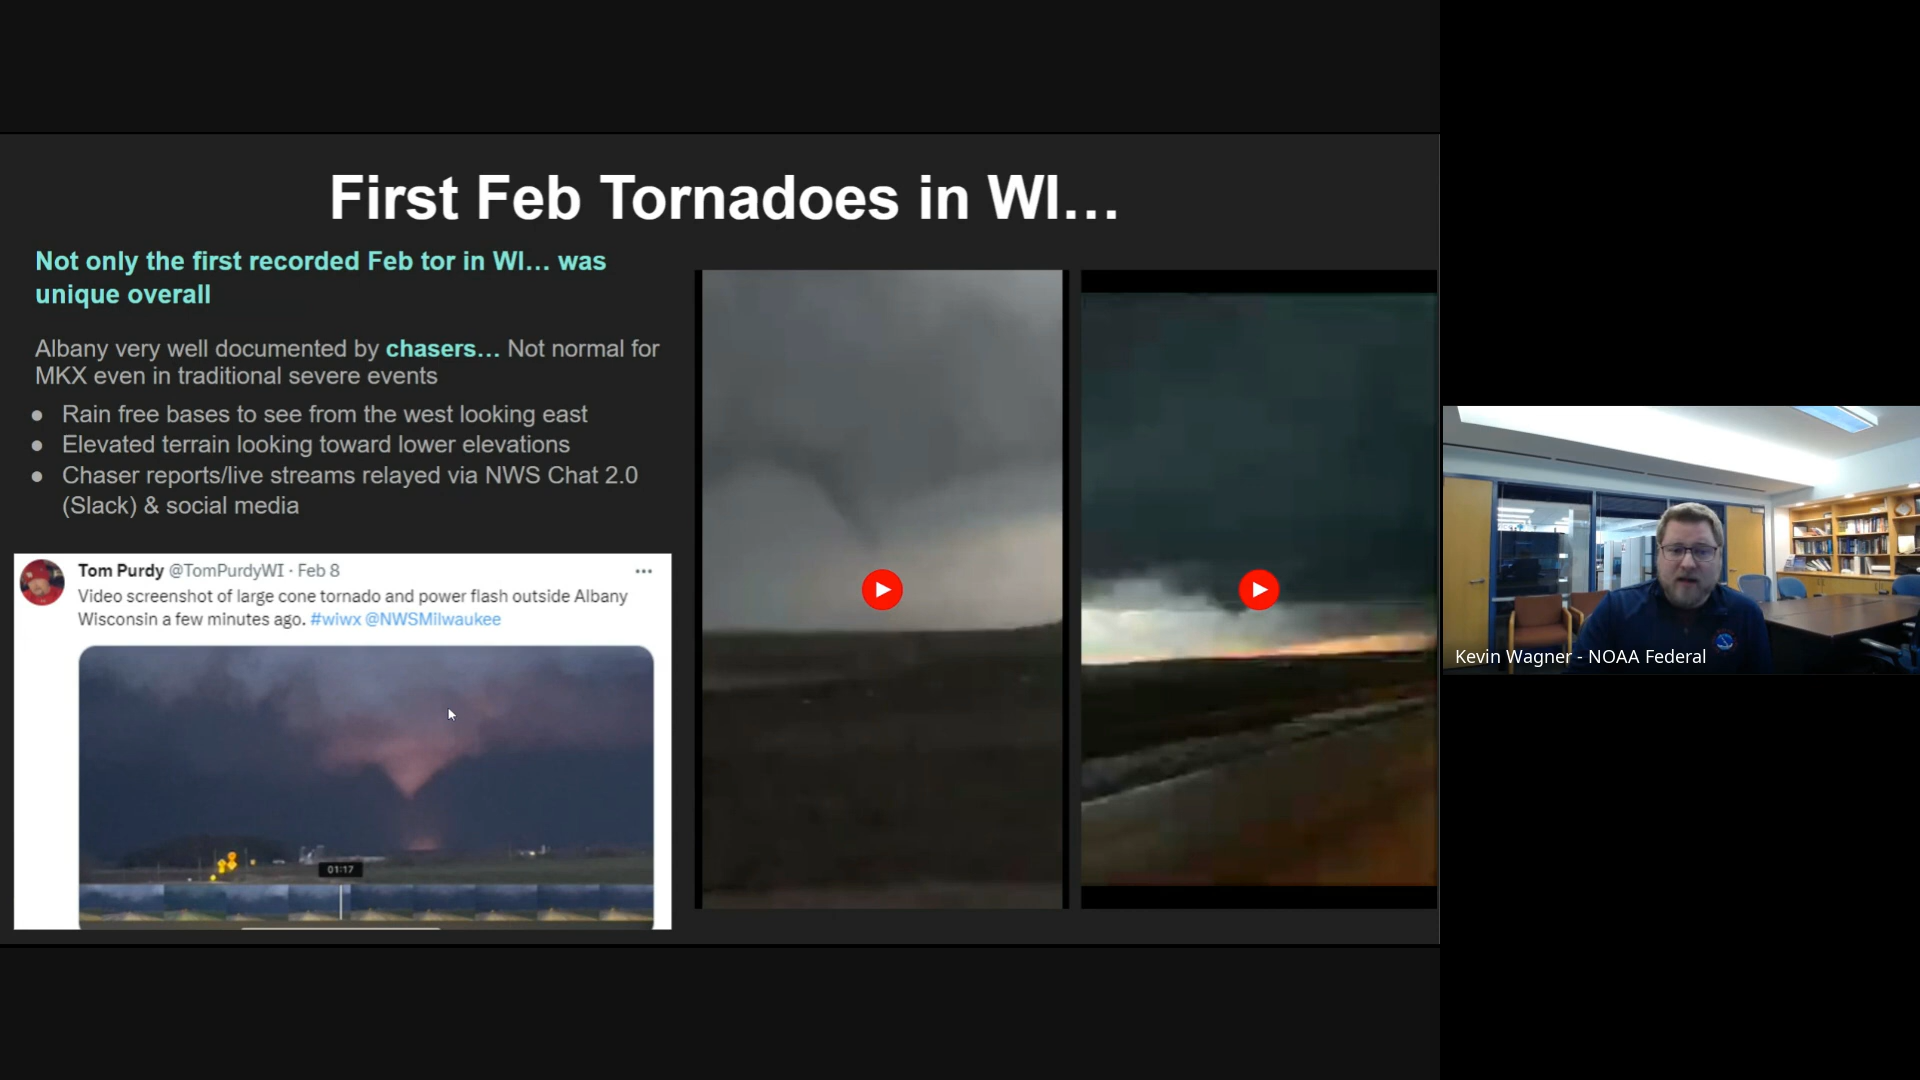 First Feb Tornadoes in WI…
Not only the first recorded Feb tor in WI… was
unique overall
Albany very well documented by chasers… Not normal for
MKX even in traditional severe events
● Rain free bases to see from the west looking east
● Elevated terrain looking toward lower elevations
● Chaser reports/live streams relayed via NWS Chat 2.0
(Slack) & social media
Tom Purdy @TomPurdyWI · Feb 8
Video screenshot of large cone tornado and power flash outside Albany
Wisconsin a few minutes ago. #wiwx @NWSMilwaukee
01:17
Kevin Wagner - NOAA Federal